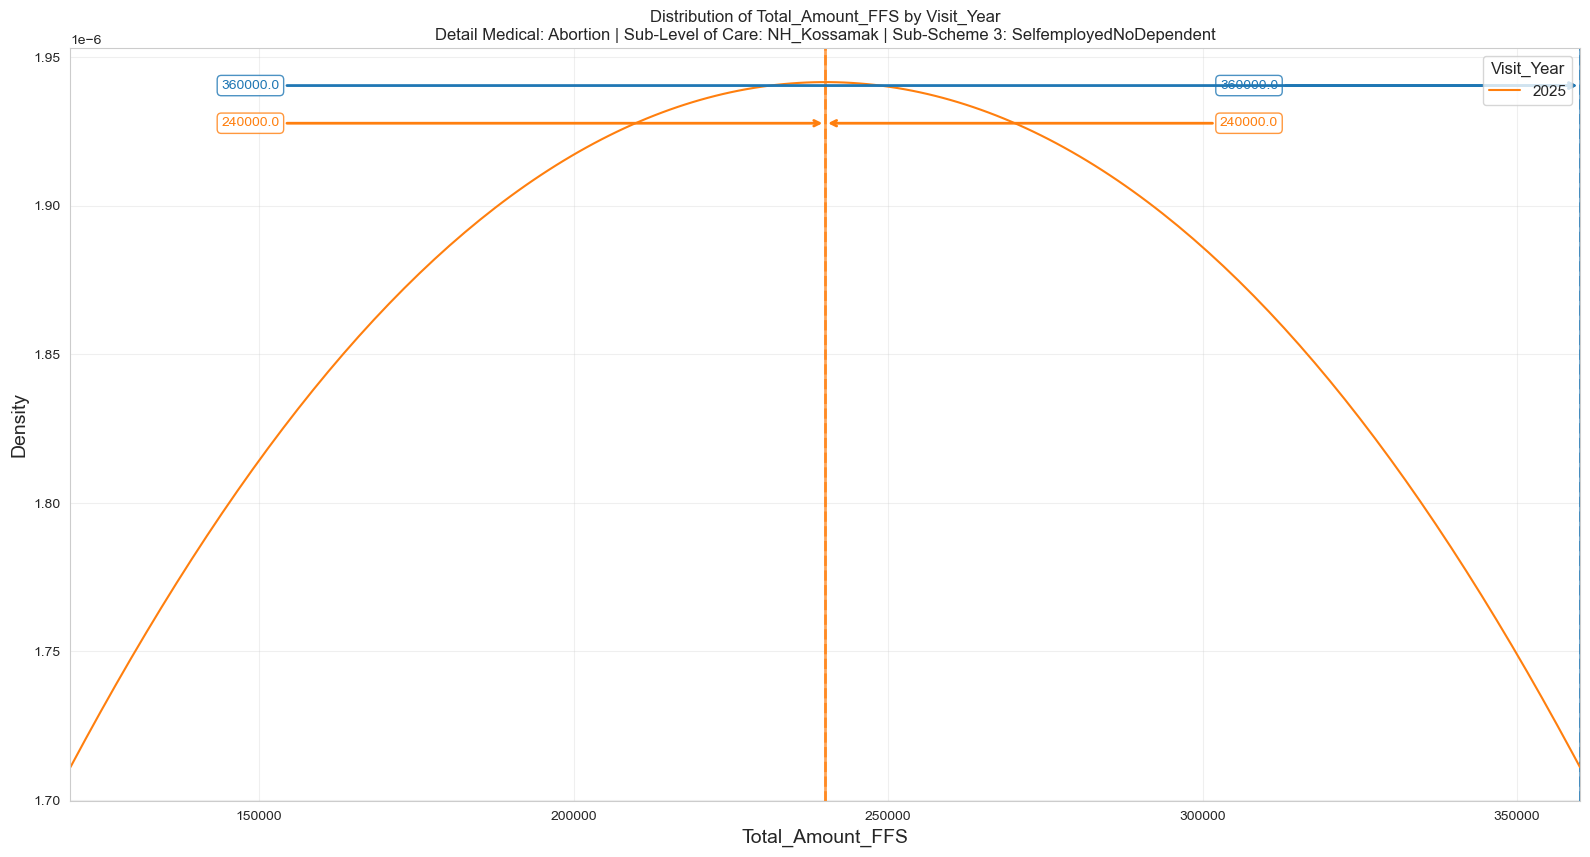 Distribution of Total_Amount_FFS by Visit_Year
Detail Medical: Abortion | Sub-Level of Care: NH_Kossamak | Sub-Scheme 3: SelfemployedNoDependent
1e−6
1.95
1.90
1.85
1.80
1.75
1.70
Density
360000.0
360000.0
240000.0
240000.0
Visit_Year
2025
150000
200000
250000
300000
350000
Total_Amount_FFS